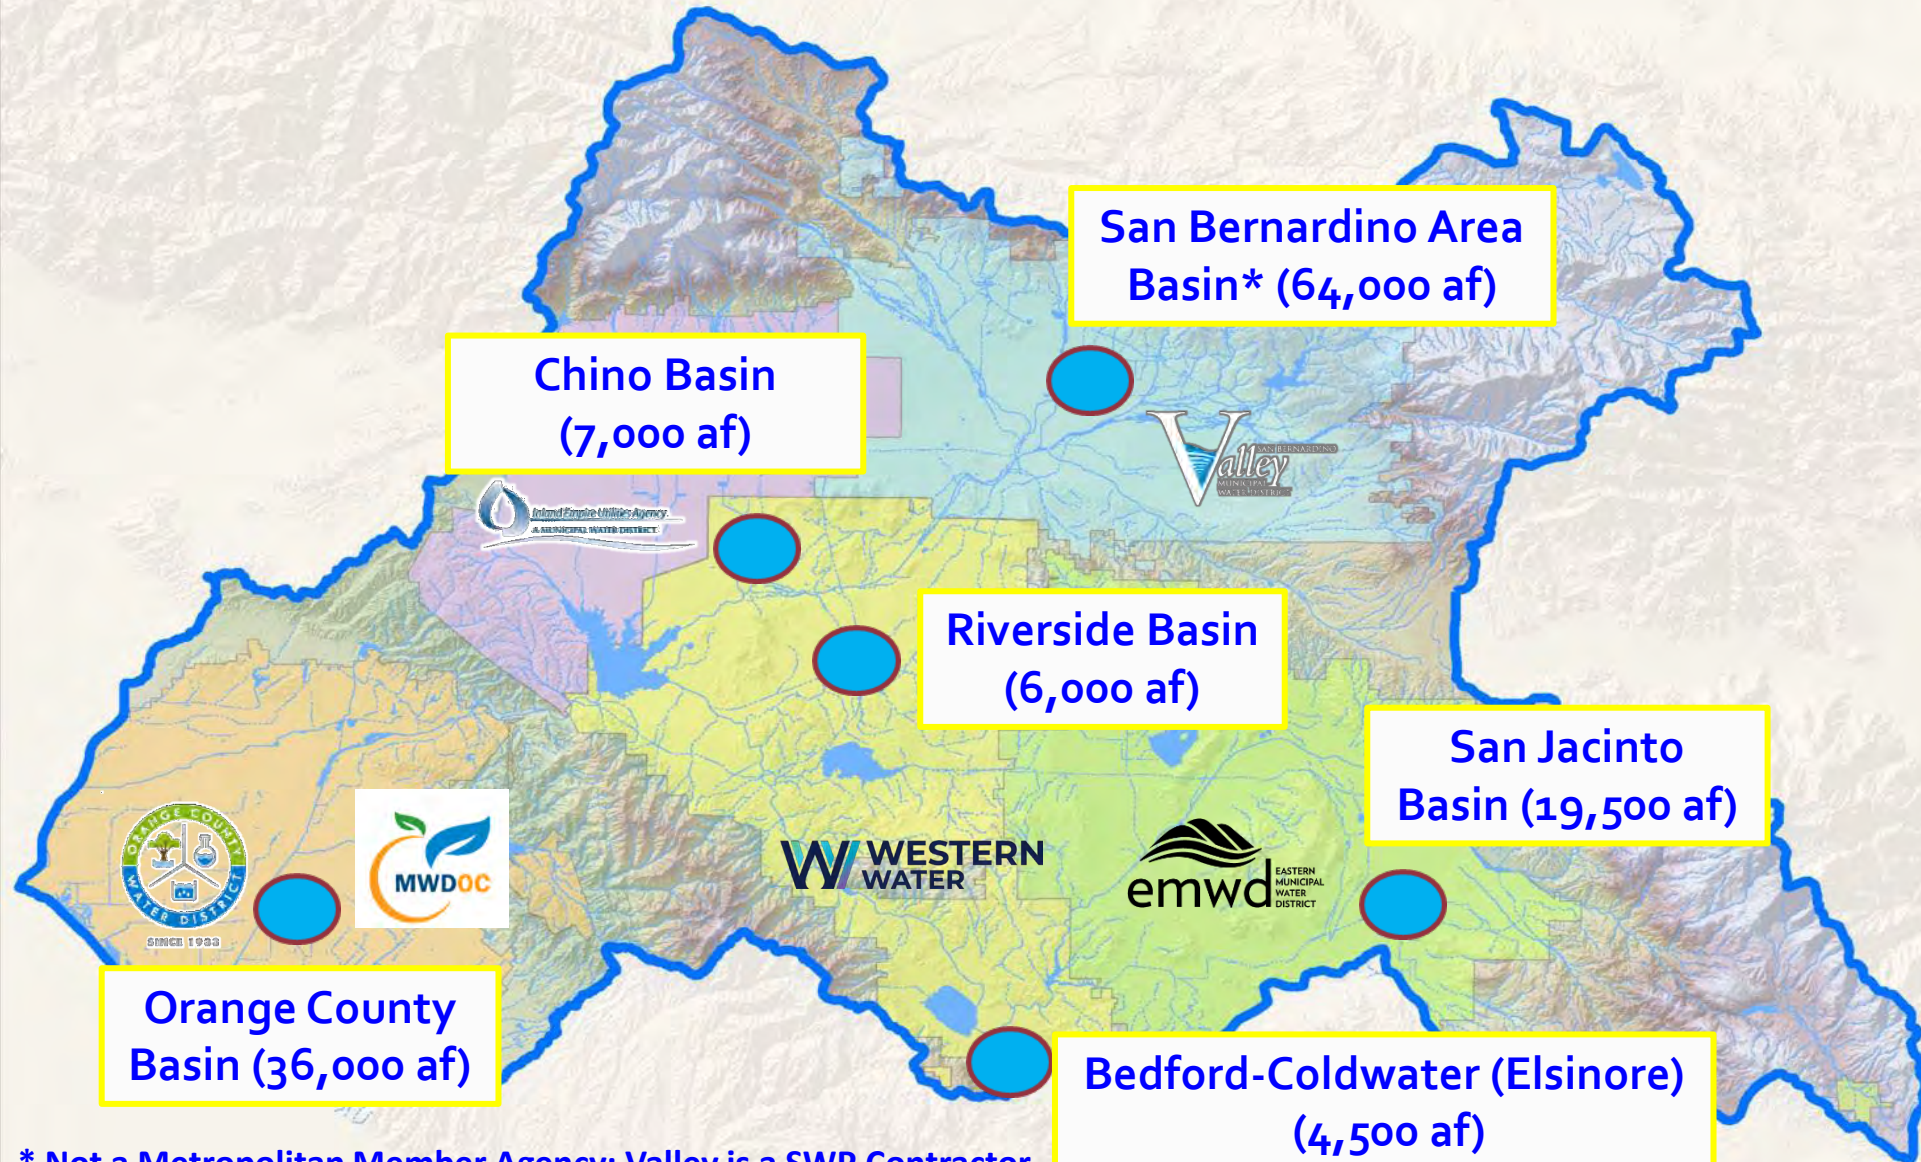 San Bernardino Area
Basin* (64,000 af)
Chino Basin
(7,000 af)
Valley
SAN BERNARDINO
MUNICIPAL
WATER DISTRICT
Inland Empire Utilities Agency
A MUNICIPAL WATER DISTRICT
Riverside Basin
(6,000 af)
San Jacinto
Basin (19,500 af)
ORANGE COUNTY
WATER DISTRICT
SINCE 1933
MWDOC
WESTERN
WATER
emwd
EASTERN
MUNICIPAL
WATER
DISTRICT
Orange County
Basin (36,000 af)
Bedford-Coldwater (Elsinore)
(4,500 af)
* Not a Metropolitan Member Agency; Valley is a SWP Contractor